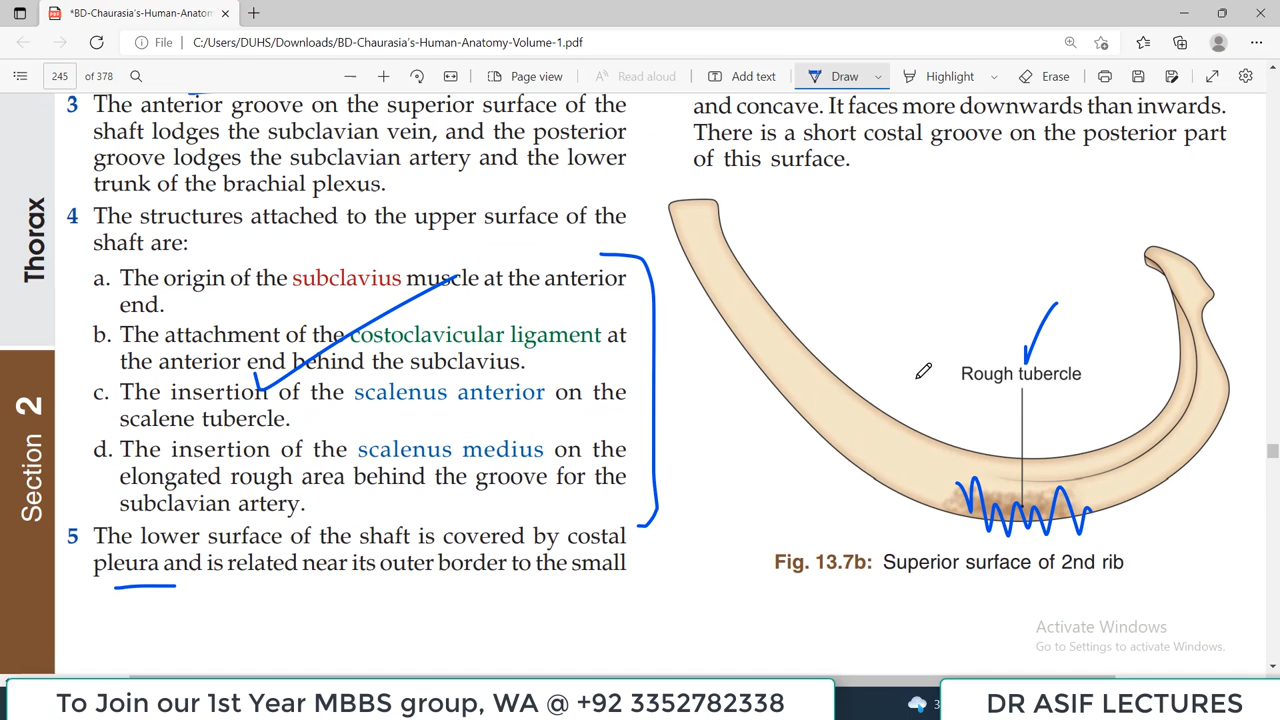 *BD-Chaurasia's-Human-Anatom
File
C:/Users/DUHS/Downloads/BD-Chaurasia's-Human-Anatomy-Volume-1.pdf
245 of 378
Page view
Read aloud
Add text
Draw
Highlight
Erase
Thorax
Section 2
3 The anterior groove on the superior surface of the
shaft lodges the subclavian vein, and the posterior
groove lodges the subclavian artery and the lower
trunk of the brachial plexus.
4 The structures attached to the upper surface of the
shaft are:
a. The origin of the subclavius muscle at the anterior
end.
b. The attachment of the costoclavicular ligament at
the anterior end behind the subclavius.
c. The insertion of the scalenus anterior on the
scalene tubercle.
d. The insertion of the scalenus medius on the
elongated rough area behind the groove for the
subclavian artery.
5 The lower surface of the shaft is covered by costal
pleura and is related near its outer border to the small
and concave. It faces more downwards than inwards.
There is a short costal groove on the posterior part
of this surface.
Rough tubercle
Fig. 13.7b: Superior surface of 2nd rib
Activate Windows
Go to Settings to activate Windows.
To Join our 1st Year MBBS group, WA @ +92 3352782338
3
DR ASIF LECTURES